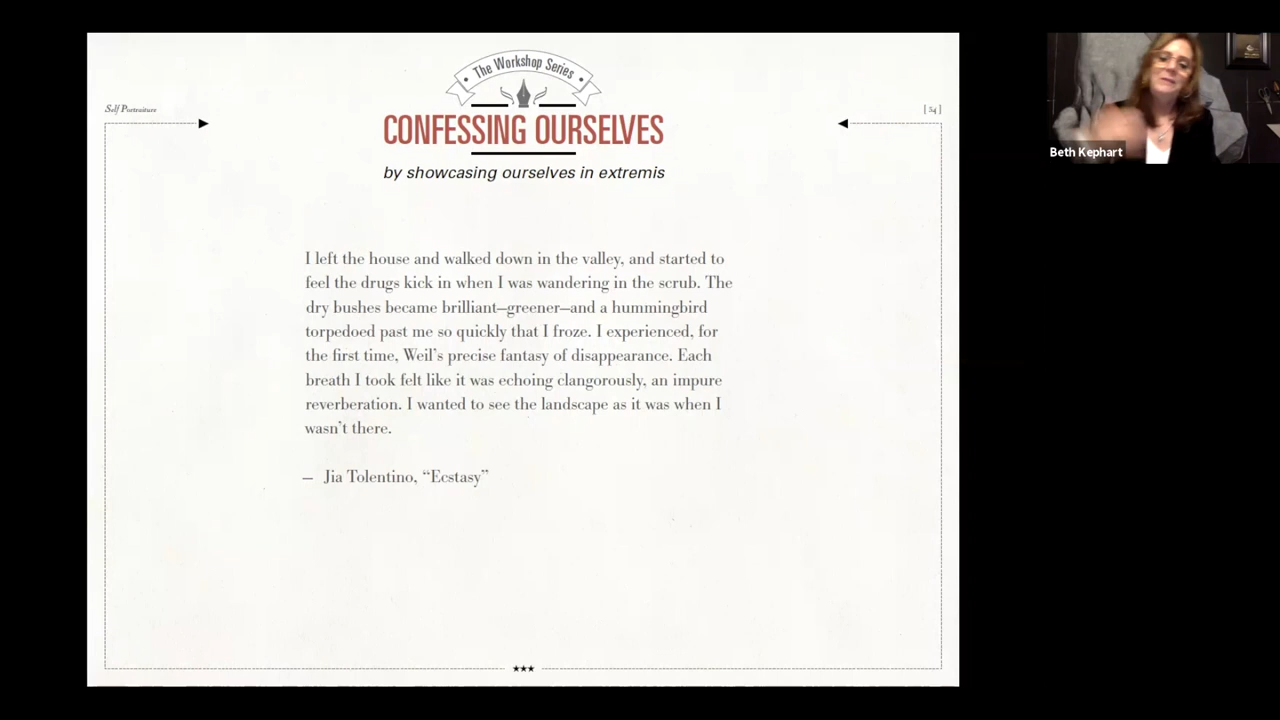 The Workshop Series
Self Portraiture
[ 24 ]
CONFESSING OURSELVES
by showcasing ourselves in extremis
I left the house and walked down in the valley, and started to
feel the drugs kick in when I was wandering in the scrub. The
dry bushes became brilliant—greener—and a hummingbird
torpedoed past me so quickly that I froze. I experienced, for
the first time, Weil’s precise fantasy of disappearance. Each
breath I took felt like it was echoing clangorously, an impure
reverberation. I wanted to see the landscape as it was when I
wasn’t there.
— Jia Tolentino, “Ecstasy”
Beth Kephart